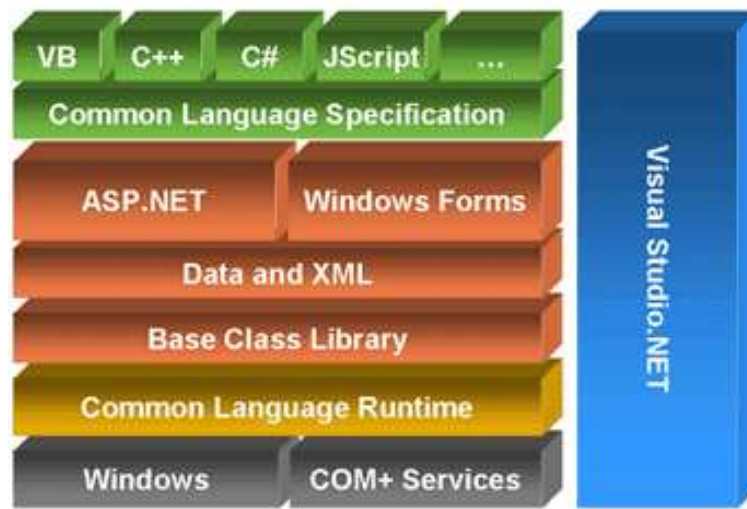 VB C++ C# JScript ...
Common Language Specification
ASP.NET Windows Forms
Data and XML
Base Class Library
Common Language Runtime
Windows COM+ Services
Visual Studio.NET